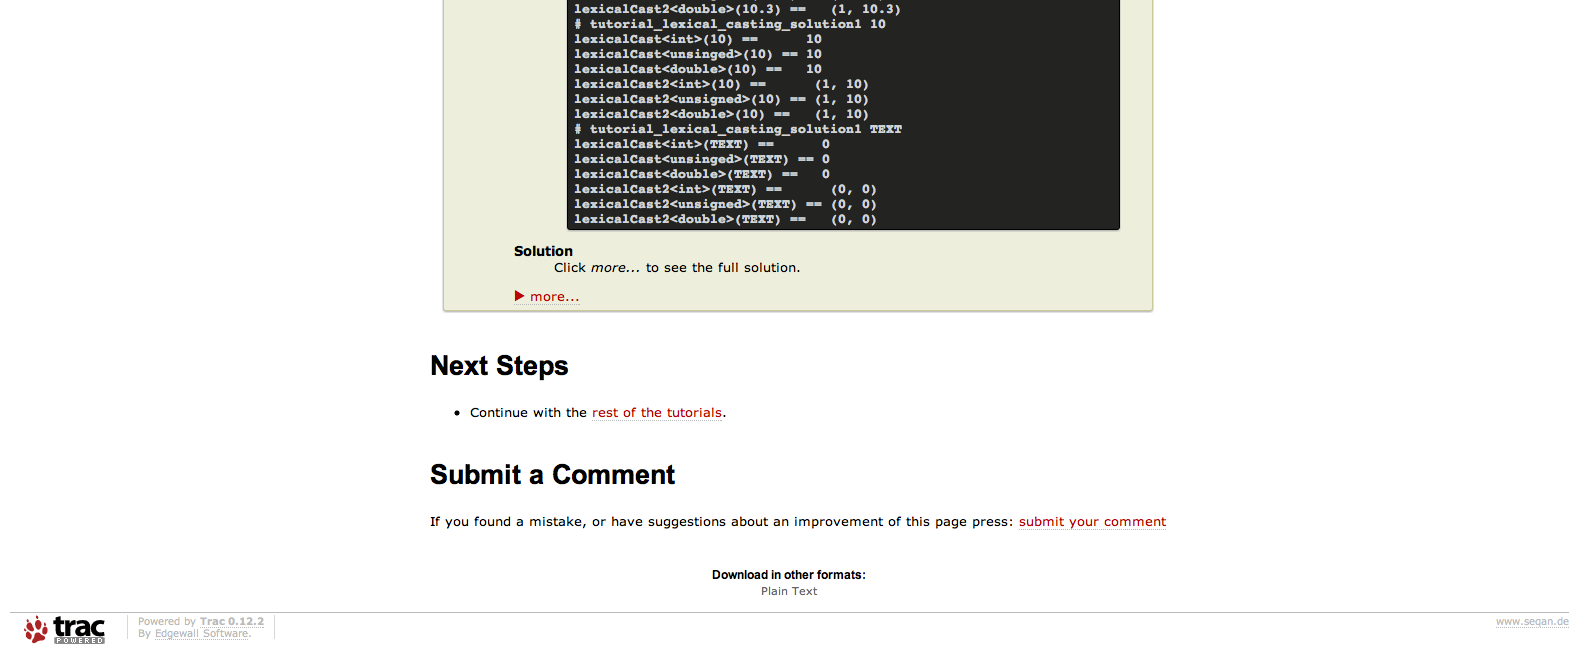 lexicalCast2<double>(10.3) == (1, 10.3)
# tutorial_lexical_casting_solution1 10
lexicalCast<int>(10) == 10
lexicalCast<unsinged>(10) == 10
lexicalCast<double>(10) == 10
lexicalCast2<int>(10) == (1, 10)
lexicalCast2<unsigned>(10) == (1, 10)
lexicalCast2<double>(10) == (1, 10)
# tutorial_lexical_casting_solution1 TEXT
lexicalCast<int>(TEXT) == 0
lexicalCast<unsinged>(TEXT) == 0
lexicalCast<double>(TEXT) == 0
lexicalCast2<int>(TEXT) == (0, 0)
lexicalCast2<unsigned>(TEXT) == (0, 0)
lexicalCast2<double>(TEXT) == (0, 0)
Solution
Click more... to see the full solution.
▶ more...
Next Steps
• Continue with the rest of the tutorials.
Submit a Comment
If you found a mistake, or have suggestions about an improvement of this page press: submit your comment
Download in other formats:
Plain Text
trac
POWERED
Powered by Trac 0.12.2
By Edgewall Software.
www.seqan.de